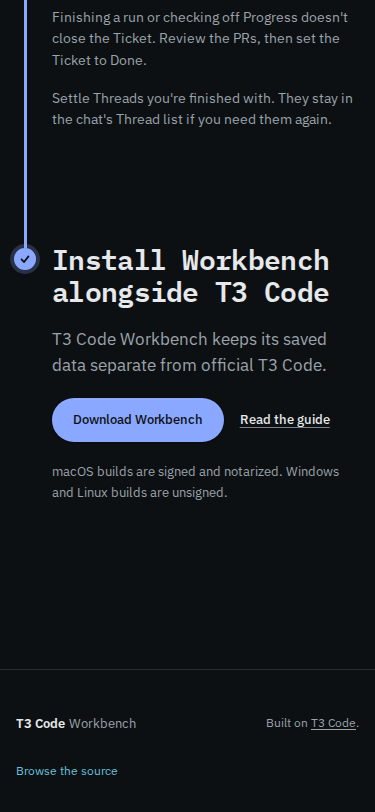 Finishing a run or checking off Progress doesn't
close the Ticket. Review the PRs, then set the
Ticket to Done.
Settle Threads you're finished with. They stay in
the chat's Thread list if you need them again.
Install Workbench
alongside T3 Code
T3 Code Workbench keeps its saved
data separate from official T3 Code.
Download Workbench
Read the guide
macOS builds are signed and notarized. Windows
and Linux builds are unsigned.
T3 Code Workbench
Built on T3 Code.
Browse the source